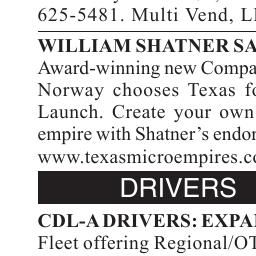 625-5481. Multi Vend, L
WILLIAM SHATNER SA
Award-winning new Compa
Norway chooses Texas fo
Launch. Create your own
empire with Shatner's endor
www.texasmicroempires.co
DRIVERS
CDL-A DRIVERS: EXPA
Fleet offering Regional/OT